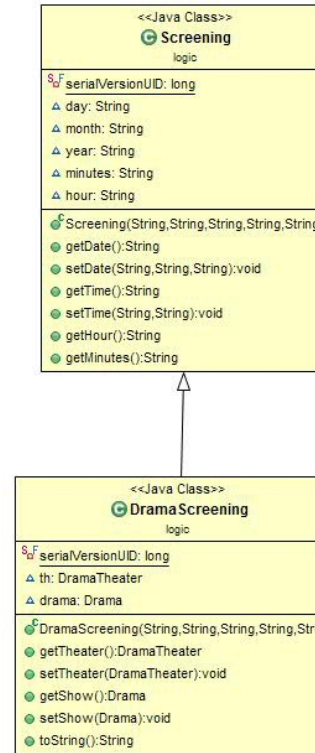 <<Java Class>>
C Screening
logic
S F serialVersionUID: long
day: String
month: String
year: String
minutes: String
hour: String
C Screening(String,String,String,String,String
getDate():String
setDate(String,String,String):void
getTime():String
setTime(String,String):void
getHour():String
getMinutes():String
<<Java Class>>
C DramaScreening
logic
S F serialVersionUID: long
th: DramaTheater
drama: Drama
C DramaScreening(String,String,String,String,Str
getTheater():DramaTheater
setTheater(DramaTheater):void
getShow():Drama
setShow(Drama):void
toString():String